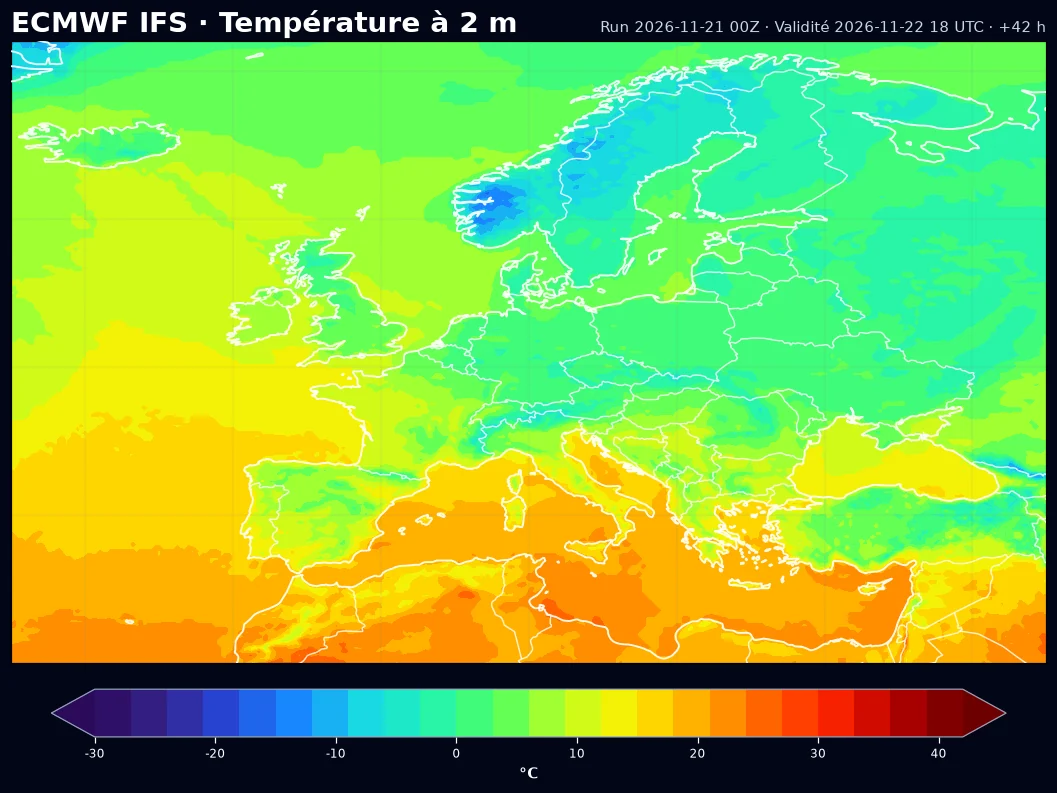 ECMWF IFS · Température à 2 m
Run 2026-11-21 00Z · Validité 2026-11-22 18 UTC · +42 h
-30 -20 -10 0 10 20 30 40
°C